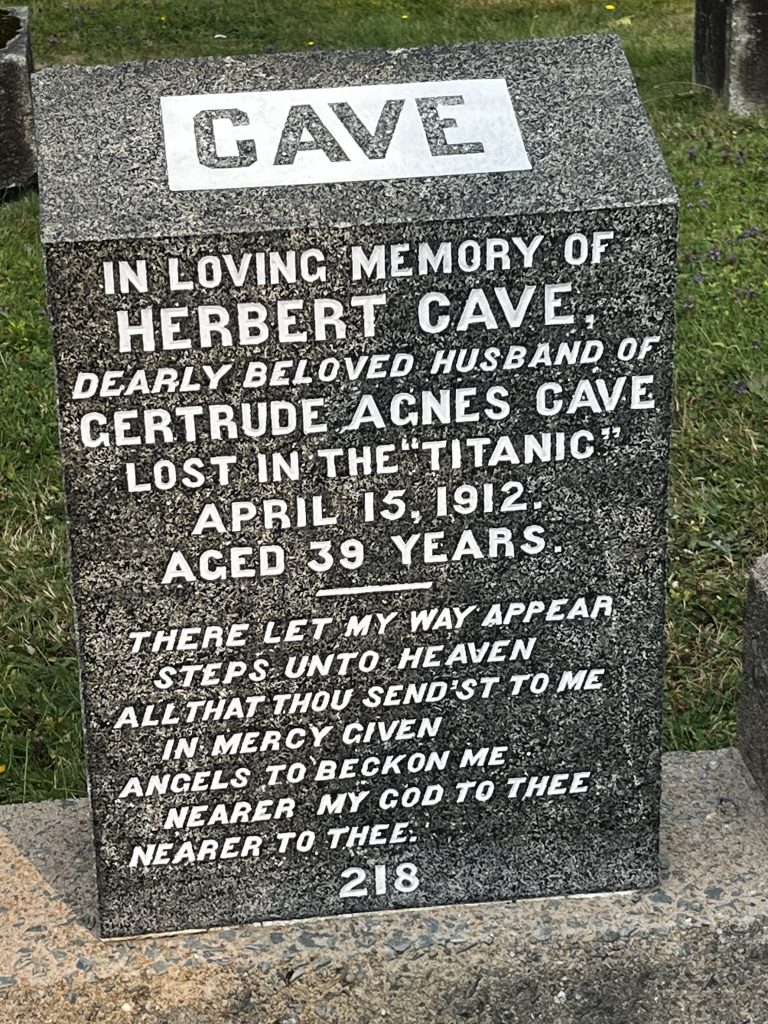 CAVE
IN LOVING MEMORY OF
HERBERT CAVE,
DEARLY BELOVED HUSBAND OF
GERTRUDE AGNES CAVE
LOST IN THE "TITANIC"
APRIL 15, 1912.
AGED 39 YEARS.
THERE LET MY WAY APPEAR
STEPS UNTO HEAVEN
ALL THAT THOU SEND'ST TO ME
IN MERCY GIVEN
ANGELS TO BECKON ME
NEARER MY GOD TO THEE
NEARER TO THEE.
218